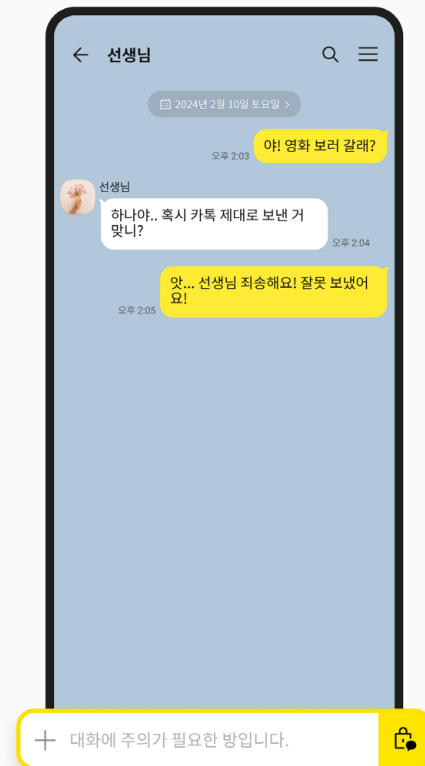 선생님
2024년 2월 10일 토요일
야! 영화 보러 갈래?
오후 2:03
선생님
하나야.. 혹시 카톡 제대로 보낸 거
맞니?
오후 2:04
앗... 선생님 죄송해요! 잘못 보냈어
요!
오후 2:05
대화에 주의가 필요한 방입니다.